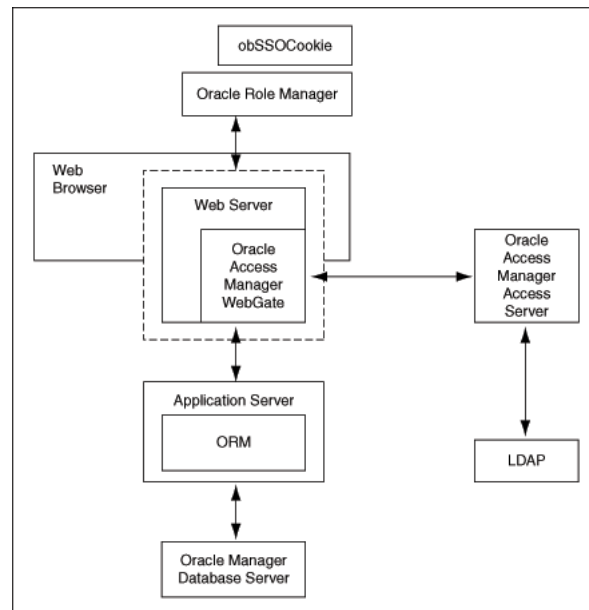 obSSOCookie
Oracle Role Manager
Web
Browser
Web Server
Oracle
Access
Manager
WebGate
Oracle
Access
Manager
Access
Server
Application Server
ORM
LDAP
Oracle Manager
Database Server